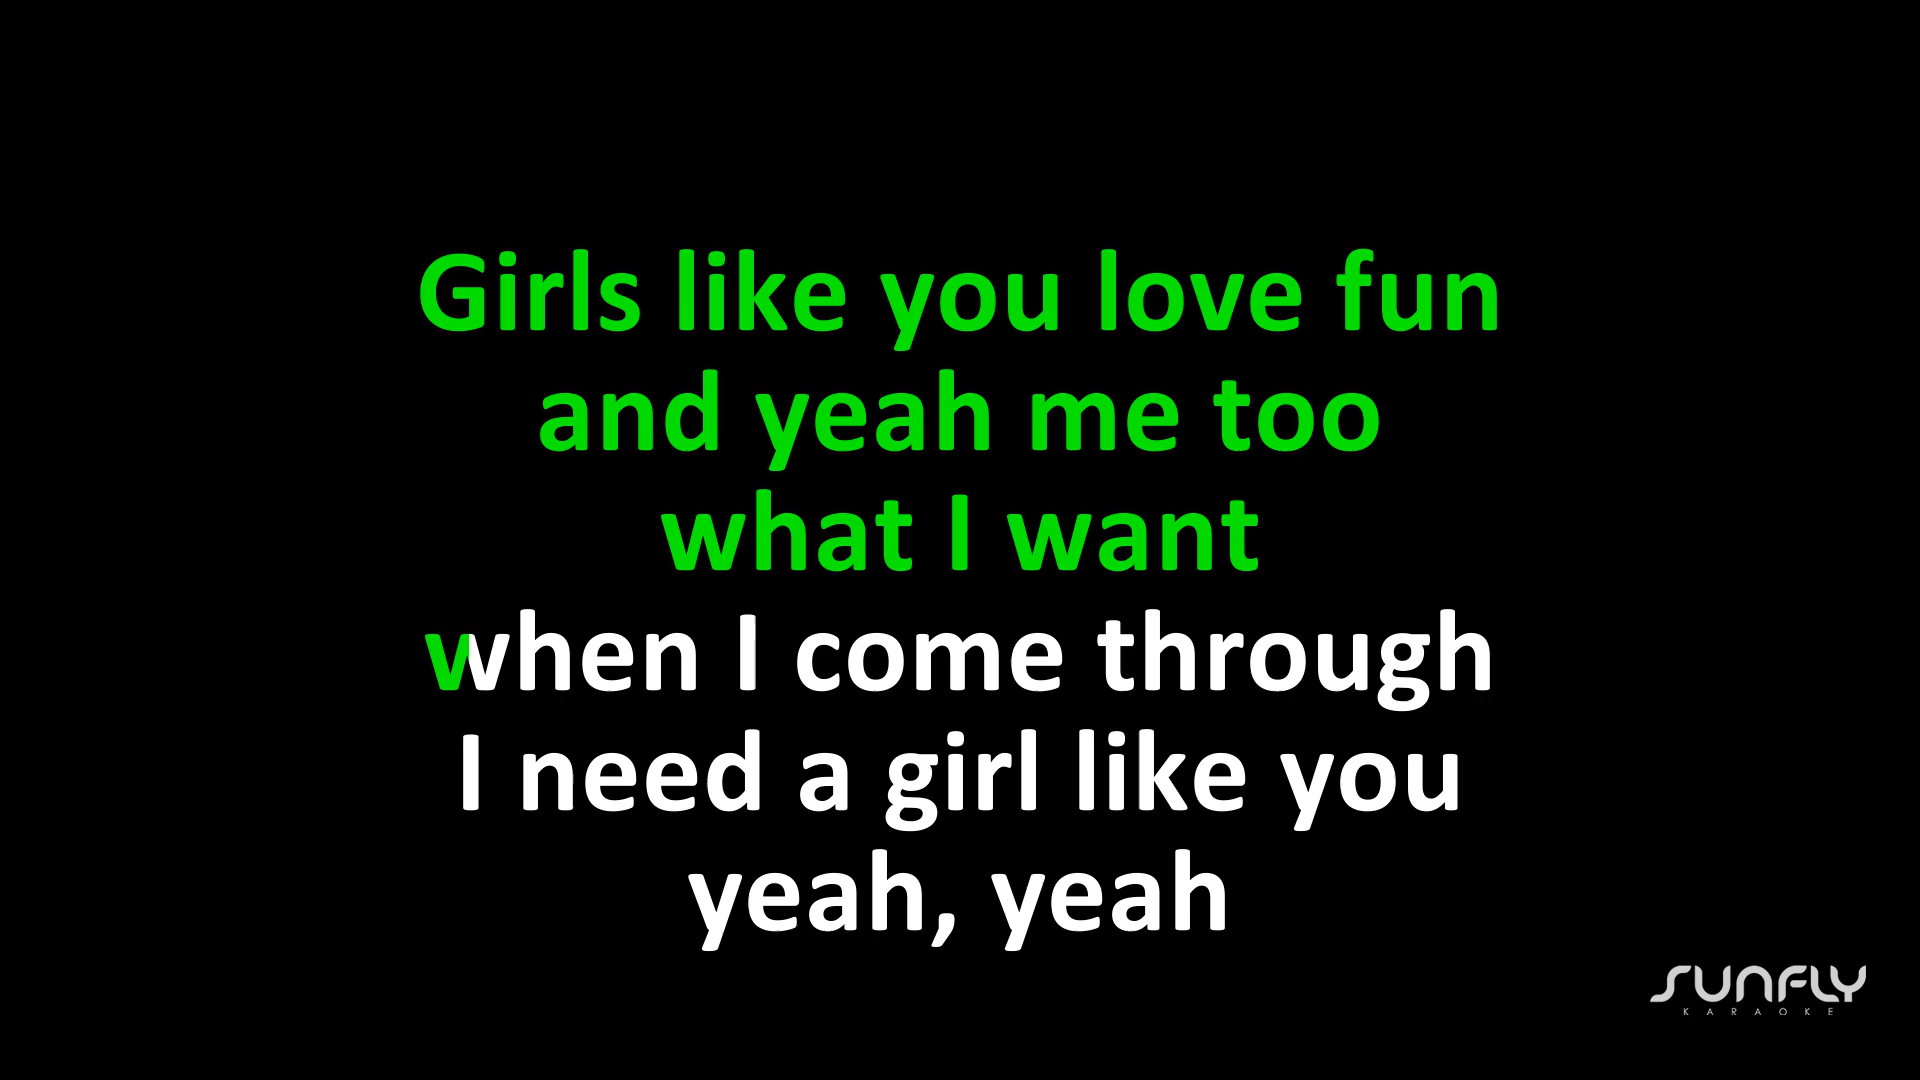 Girls like you love fun
and yeah me too
what I want
when I come through
I need a girl like you
yeah, yeah
SUNFLY
KARAOKE